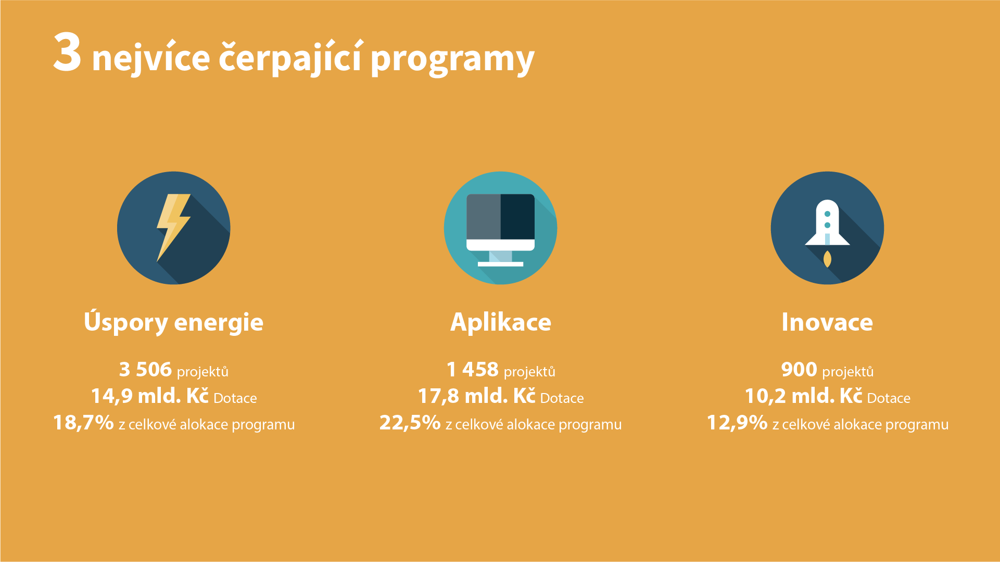 3 nejvíce čerpající programy
Úspory energie
3 506 projektů
14,9 mld. Kč Dotace
18,7% z celkové alokace programu
Aplikace
1 458 projektů
17,8 mld. Kč Dotace
22,5% z celkové alokace programu
Inovace
900 projektů
10,2 mld. Kč Dotace
12,9% z celkové alokace programu